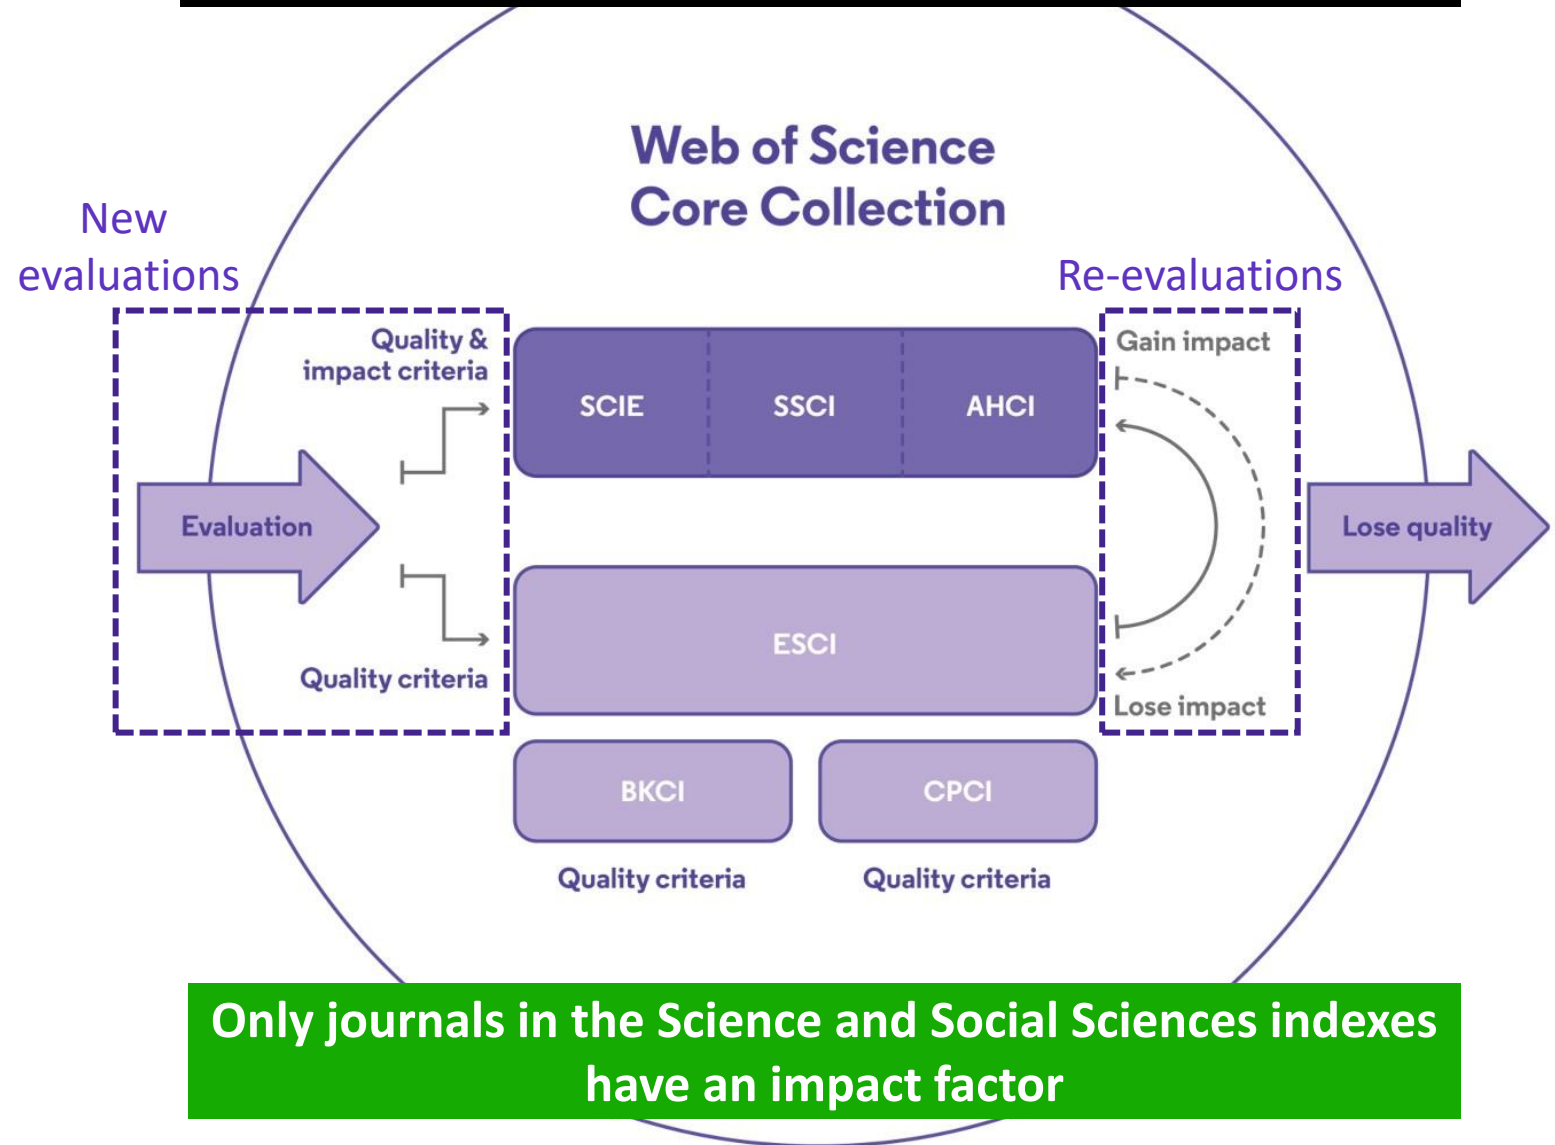 Web of Science
Core Collection
New
evaluations
Re-evaluations
Quality &
impact criteria
Gain impact
SCIE
SSCI
AHCI
Evaluation
Lose quality
ESCI
Quality criteria
Lose impact
BKCI
CPCI
Quality criteria
Quality criteria
Only journals in the Science and Social Sciences indexes
have an impact factor